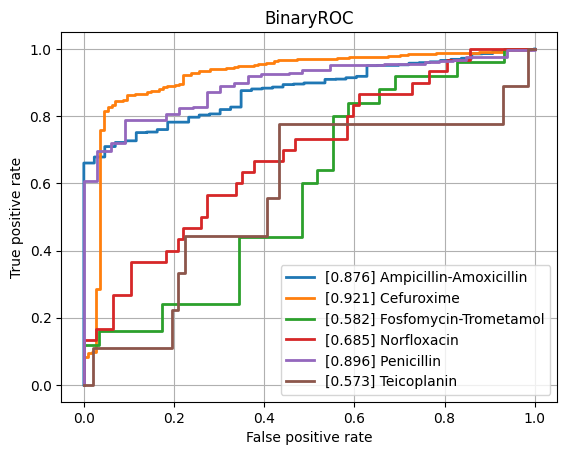 BinaryROC
True positive rate
1.0
0.8
0.6
0.4
0.2
0.0
[0.876] Ampicillin-Amoxicillin
[0.921] Cefuroxime
[0.582] Fosfomycin-Trometamol
[0.685] Norfloxacin
[0.896] Penicillin
[0.573] Teicoplanin
0.0 0.2 0.4 0.6 0.8 1.0
False positive rate